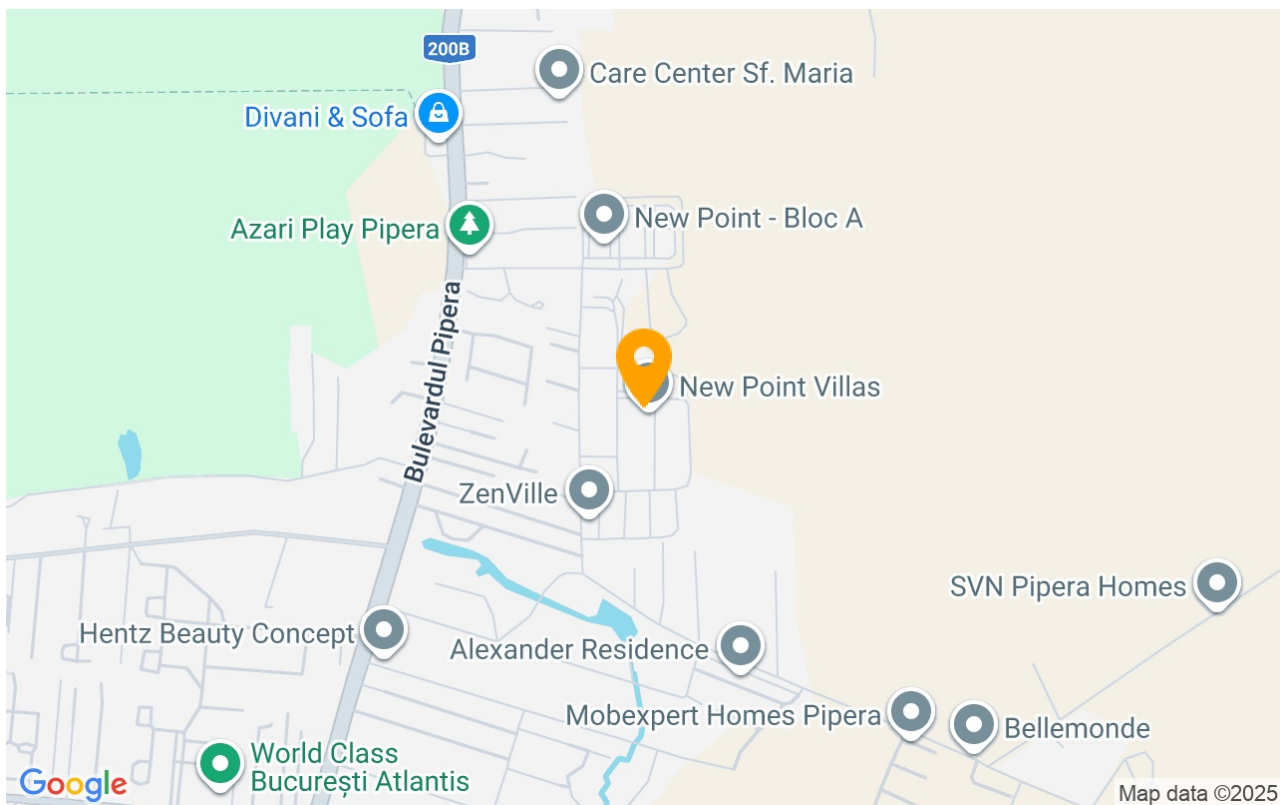 200B
Care Center Sf. Maria
Divani & Sofa
Azari Play Pipera
New Point - Bloc A
Bulevardul Pipera
New Point Villas
ZenVille
SVN Pipera Homes
Hentz Beauty Concept
Alexander Residence
Mobexpert Homes Pipera
Bellemonde
World Class
București Atlantis
Google
Map data ©2025